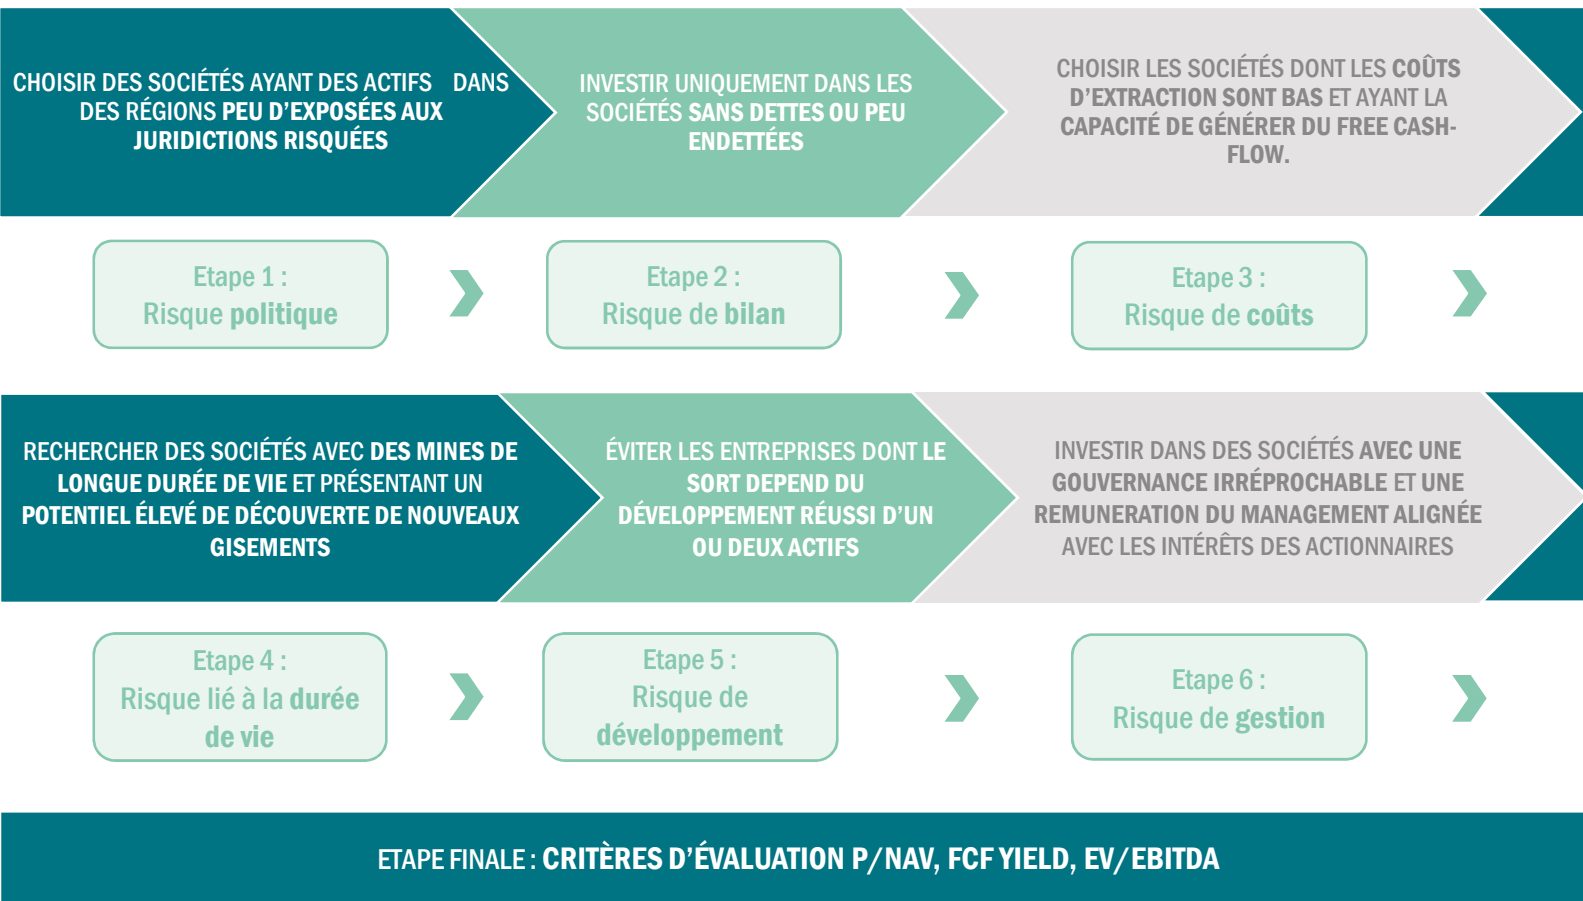 CHOISIR DES SOCIÉTÉS AYANT DES ACTIFS DANS
DES RÉGIONS PEU D’EXPOSÉES AUX
JURIDICTIONS RISQUÉES
INVESTIR UNIQUEMENT DANS LES
SOCIÉTÉS SANS DETTES OU PEU
ENDETTÉES
CHOISIR LES SOCIÉTÉS DONT LES COÛTS
D’EXTRACTION SONT BAS ET AYANT LA
CAPACITÉ DE GÉNÉRER DU FREE CASH-
FLOW.
Etape 1 :
Risque politique
Etape 2 :
Risque de bilan
Etape 3 :
Risque de coûts
RECHERCHER DES SOCIÉTÉS AVEC DES MINES DE
LONGUE DURÉE DE VIE ET PRÉSENTANT UN
POTENTIEL ÉLEVÉ DE DÉCOUVERTE DE NOUVEAUX
GISEMENTS
ÉVITER LES ENTREPRISES DONT LE
SORT DEPEND DU
DÉVELOPPEMENT RÉUSSI D’UN
OU DEUX ACTIFS
INVESTIR DANS DES SOCIÉTÉS AVEC UNE
GOUVERNANCE IRRÉPROCHABLE ET UNE
REMUNERATION DU MANAGEMENT ALIGNÉE
AVEC LES INTÉRÊTS DES ACTIONNAIRES
Etape 4 :
Risque lié à la durée
de vie
Etape 5 :
Risque de
développement
Etape 6 :
Risque de gestion
ETAPE FINALE : CRITÈRES D’ÉVALUATION P/NAV, FCF YIELD, EV/EBITDA